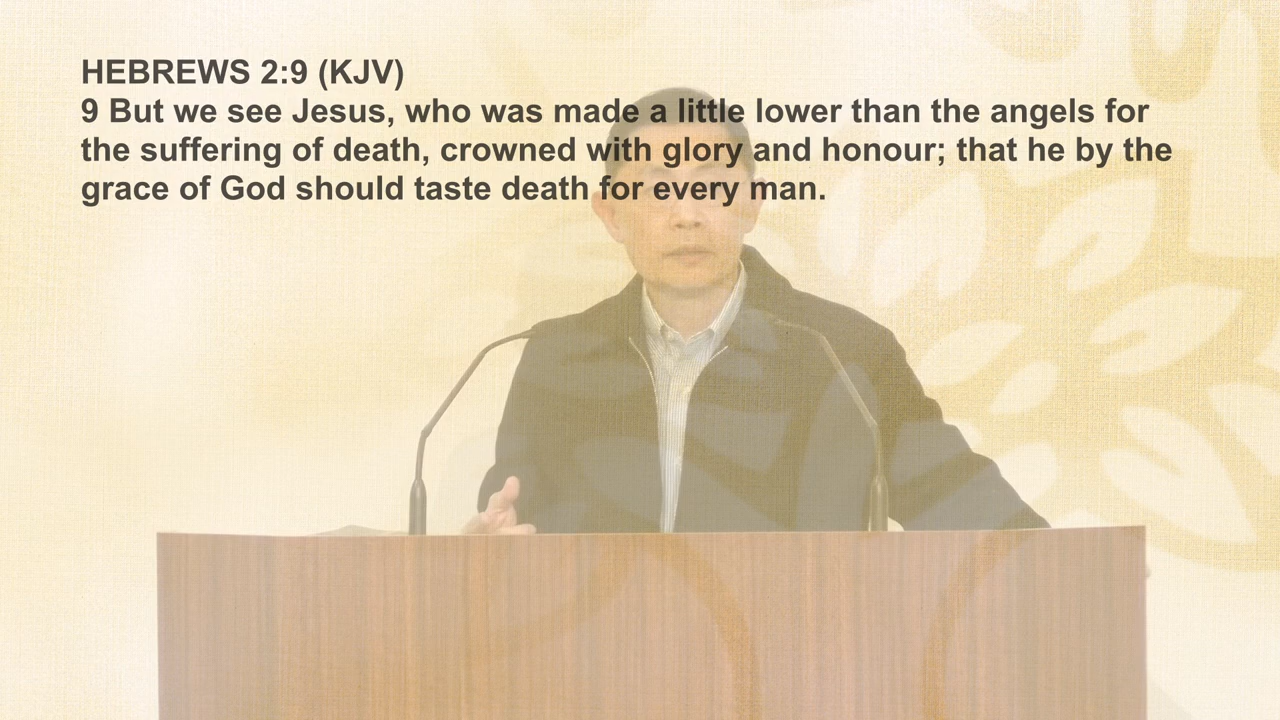 HEBREWS 2:9 (KJV)
9 But we see Jesus, who was made a little lower than the angels for
the suffering of death, crowned with glory and honour; that he by the
grace of God should taste death for every man.